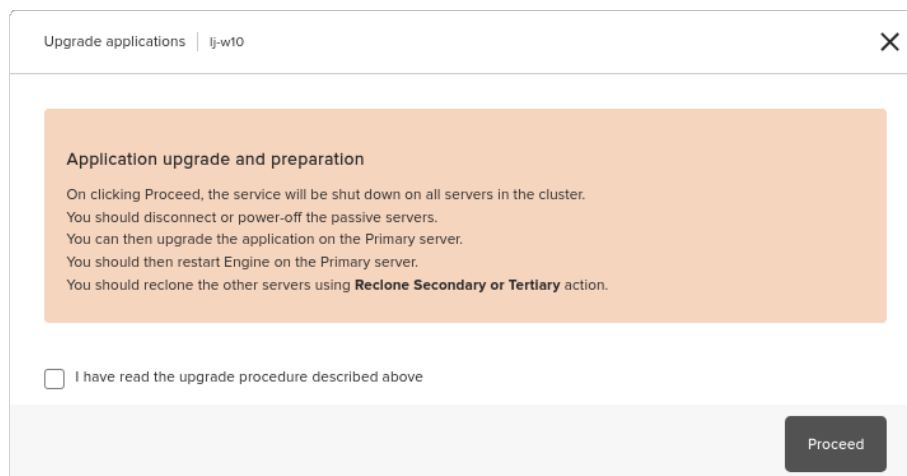 Upgrade applications lj-w10
Application upgrade and preparation
On clicking Proceed, the service will be shut down on all servers in the cluster.
You should disconnect or power-off the passive servers.
You can then upgrade the application on the Primary server.
You should then restart Engine on the Primary server.
You should reclone the other servers using Reclone Secondary or Tertiary action.
I have read the upgrade procedure described above
Proceed